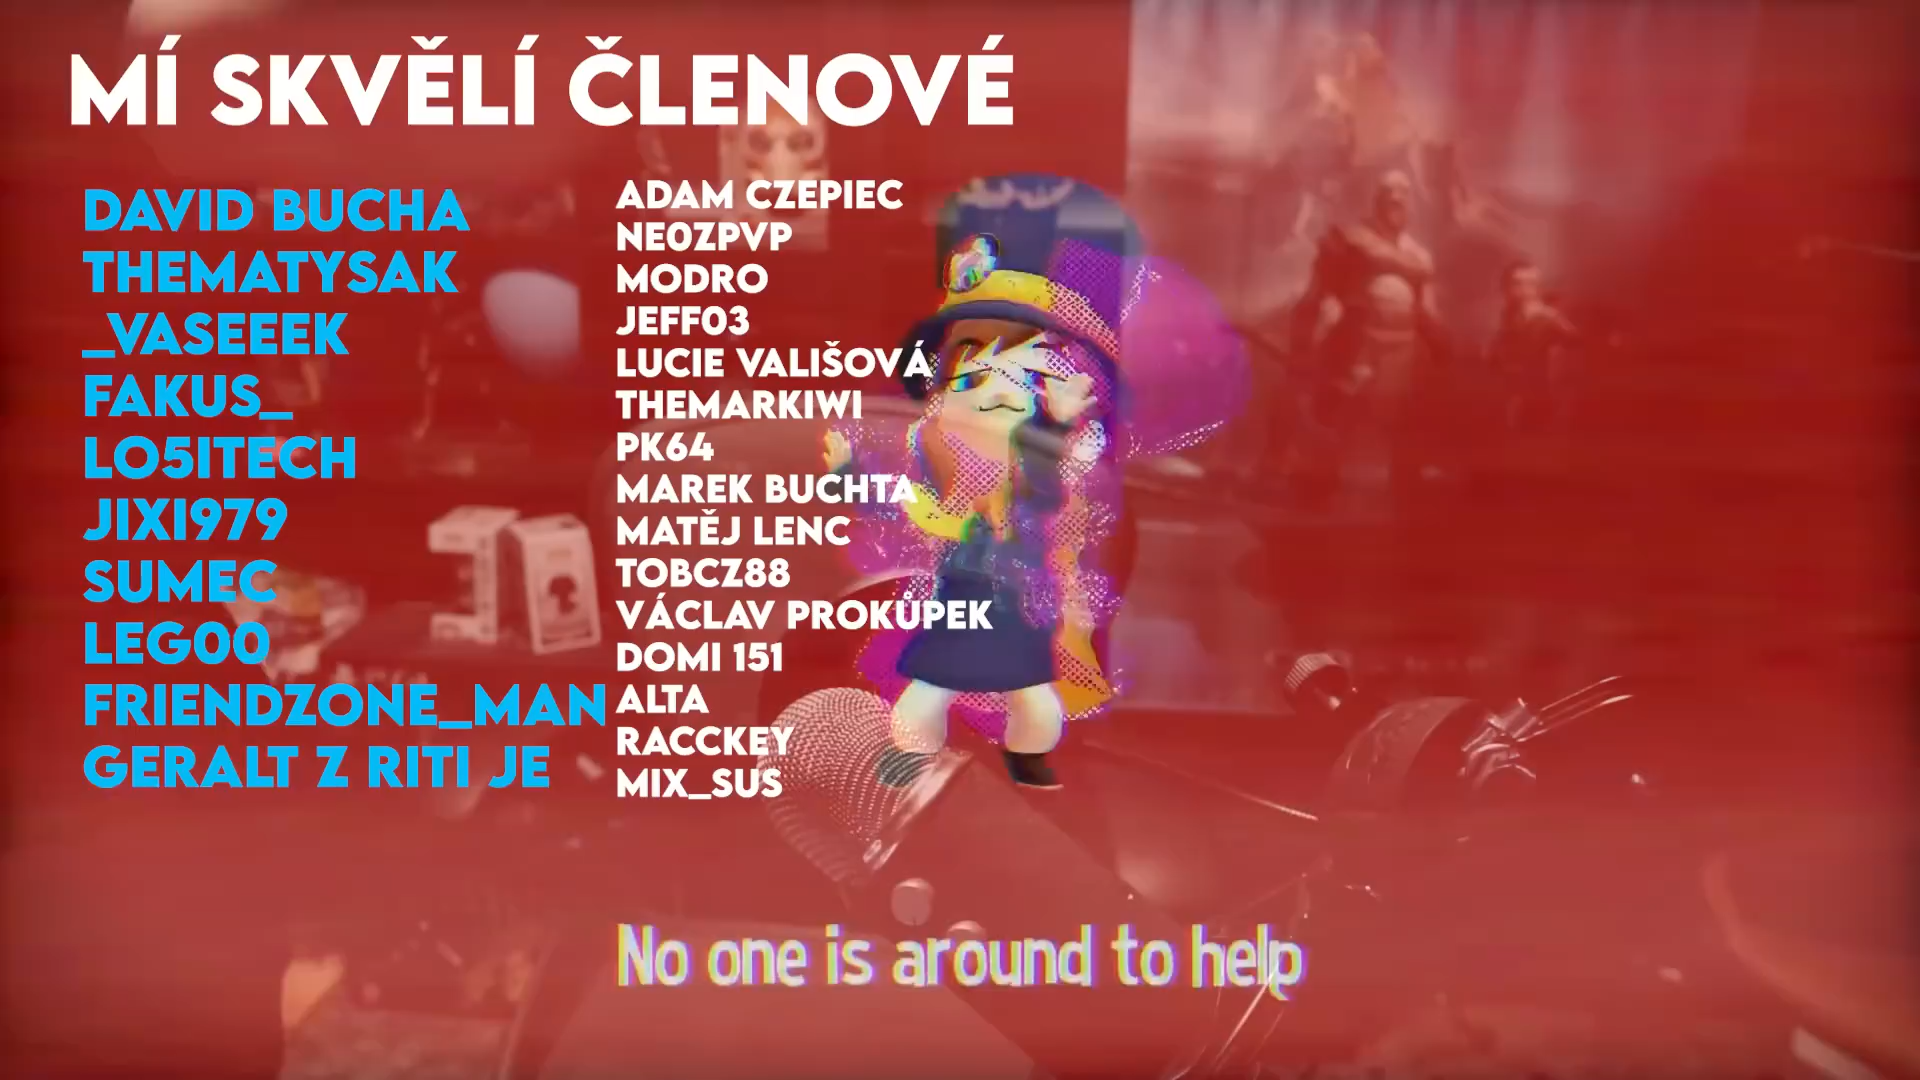 MÍ SKVĚLÍ ČLENOVÉ
DAVID BUCHA
THEMATYSAK
_VASEEEK
FAKUS_
LO5ITECH
JIXI979
SUMEC
LEG00
FRIENDZONE_MAN
GERALT Z RITI JE
ADAM CZEPIEC
NE0ZPVP
MODRO
JEFF03
LUCIE VALIŠOVÁ
THEMARKIWI
PK64
MAREK BUCHTA
MATĚJ LENC
TOBCZ88
VÁCLAV PROKŮPEK
DOMI 151
ALTA
RACCKEY
MIX_SUS
No one is around to help